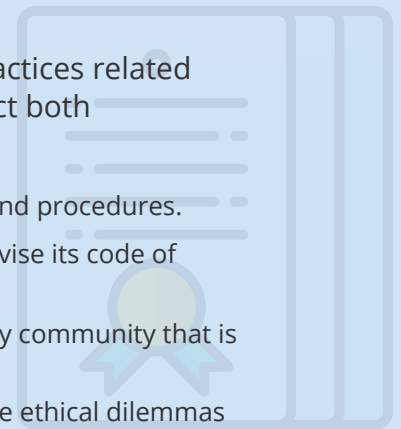 actices related
ct both
nd procedures.
vise its code of
y community that is
e ethical dilemmas